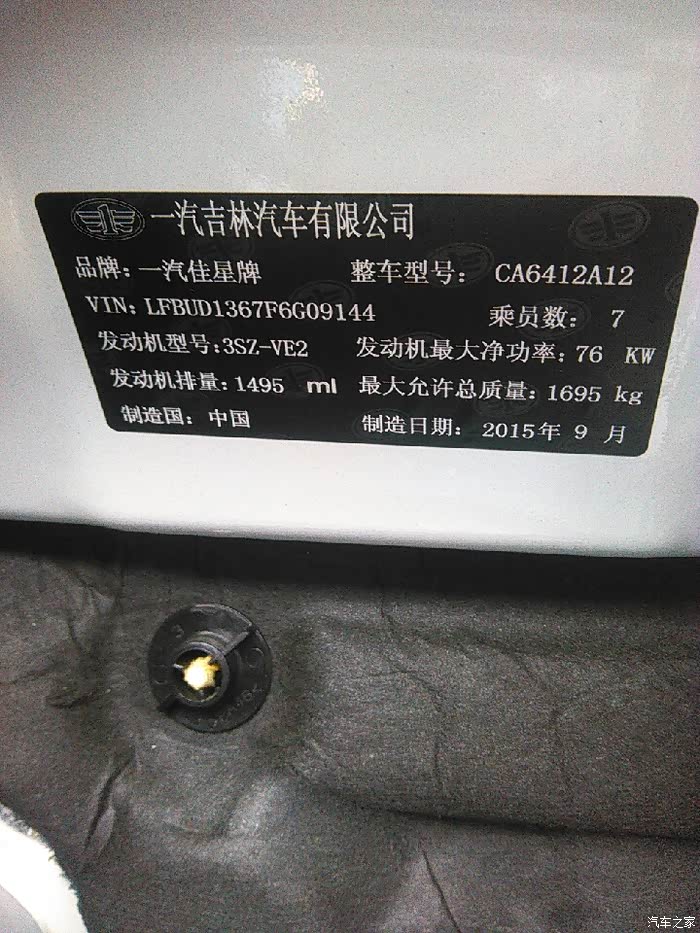 一汽吉林汽车有限公司
品牌：一汽佳星牌 整车型号： CA6412A12
VIN: LFBUD1367F6G09144 乘员数： 7
发动机型号:3SZ-VE2 发动机最大净功率：76 KW
发动机排量:1495 ml 最大允许总质量：1695 kg
制造国：中国 制造日期：2015年 9 月
3
汽车之家